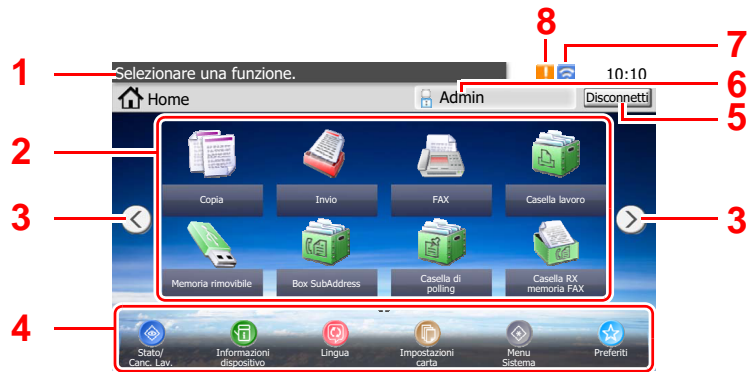 8
7
1
Selezionare una funzione.
10:10
6
Home
Admin
Disconnetti
5
2
Copia
Invio
FAX
Casella lavoro
3
3
Memoria rimovibile
Box SubAddress
Casella di
polling
Casella RX
memoria FAX
4
Stato/
Canc. Lav.
Informazioni
dispositivo
Lingua
Impostazioni
carta
Menu
Sistema
Preferiti